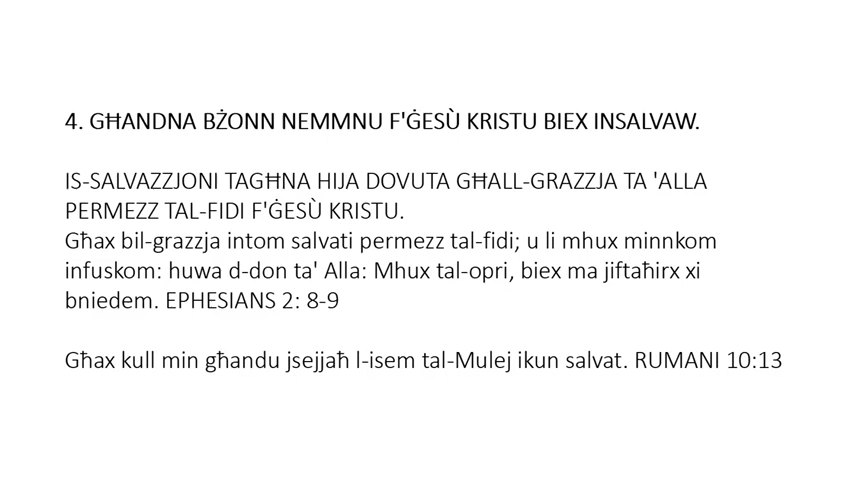 4. GĦANDNA BŻONN NEMMNU F'ĠESÙ KRISTU BIEX INSALVAW.
IS-SALVAZZJONI TAGĦNA HIJA DOVUTA GĦALL-GRAZZJA TA 'ALLA
PERMEZZ TAL-FIDI F'ĠESÙ KRISTU.
Għax bil-grazzja intom salvati permezz tal-fidi; u li mhux minnkom
infuskom: huwa d-don ta' Alla: Mhux tal-opri, biex ma jiftaħirx xi
bniedem. EPHESIANS 2: 8-9
Għax kull min għandu jsejjaħ l-isem tal-Mulej ikun salvat. RUMANI 10:13